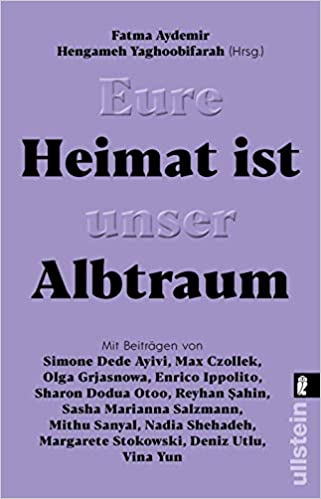 Fatma Aydemir
Hengameh Yaghoobifarah (Hrsg.)
Eure
Heimat ist
unser
Albtraum
Mit Beiträgen von
Simone Dede Ayivi, Max Czollek,
Olga Grjasnowa, Enrico Ippolito,
Sharon Dodua Otoo, Reyhan Şahin,
Sasha Marianna Salzmann,
Mithu Sanyal, Nadia Shehadeh,
Margarete Stokowski, Deniz Utlu,
Vina Yun
ullstein